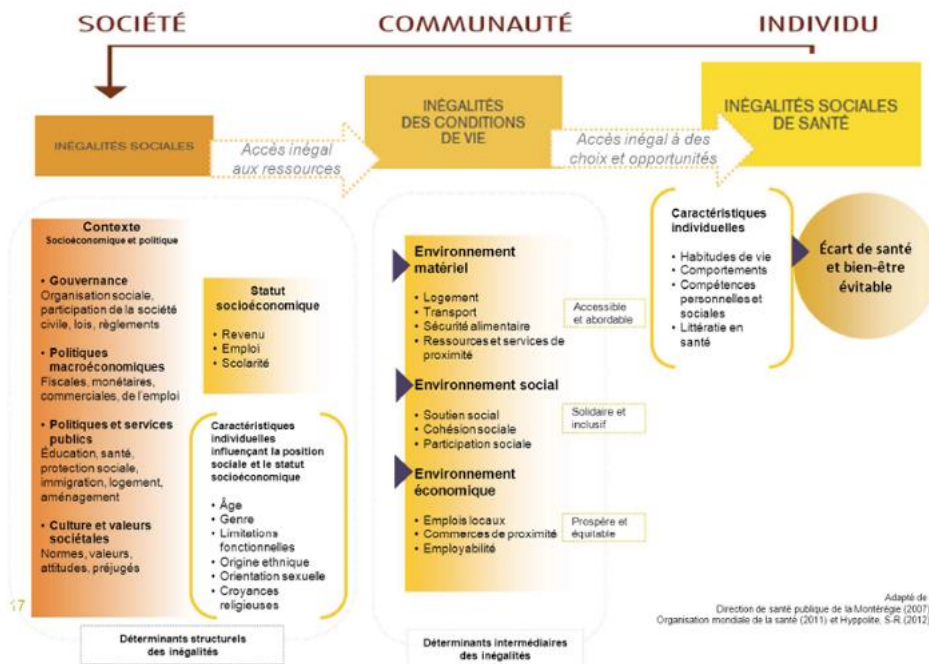 SOCIÉTÉ
COMMUNAUTÉ
INDIVIDU
INÉGALITÉS SOCIALES
Accès inégal
aux ressources
INÉGALITÉS
DES CONDITIONS
DE VIE
Accès inégal à des
choix et opportunités
INÉGALITÉS SOCIALES
DE SANTÉ
Contexte
Socioéconomique et politique
• Gouvernance
Organisation sociale,
participation de la société
civile, lois, règlements
• Politiques
macroéconomiques
Fiscales, monétaires,
commerciales, de l'emploi
• Politiques et services
publics
Éducation, santé,
protection sociale,
immigration, logement,
aménagement
• Culture et valeurs
sociétales
Normes, valeurs,
attitudes, préjugés
Statut
socioéconomique
• Revenu
• Emploi
• Scolarité
Caractéristiques
individuelles
influençant la position
sociale et le statut
socioéconomique
• Âge
• Genre
• Limitations
fonctionnelles
• Origine ethnique
• Orientation sexuelle
• Croyances
religieuses
Déterminants structurels
des inégalités
Environnement
matériel
• Logement
• Transport
• Sécurité alimentaire
• Ressources et services de
proximité
Accessible
et abordable
Environnement social
• Soutien social
• Cohésion sociale
• Participation sociale
Solidaire et
inclusif
Environnement
économique
• Emplois locaux
• Commerces de proximité
• Employabilité
Prospère et
équitable
Déterminants intermédiaires
des inégalités
Caractéristiques
individuelles
• Habitudes de vie
• Comportements
• Compétences
personnelles et
sociales
• Littératie en
santé
Écart de santé
et bien-être
évitable
Adapté de
Direction de santé publique de la Montérégie (2007)
Organisation mondiale de la santé (2011) et Hyppolite, S-R (2012)